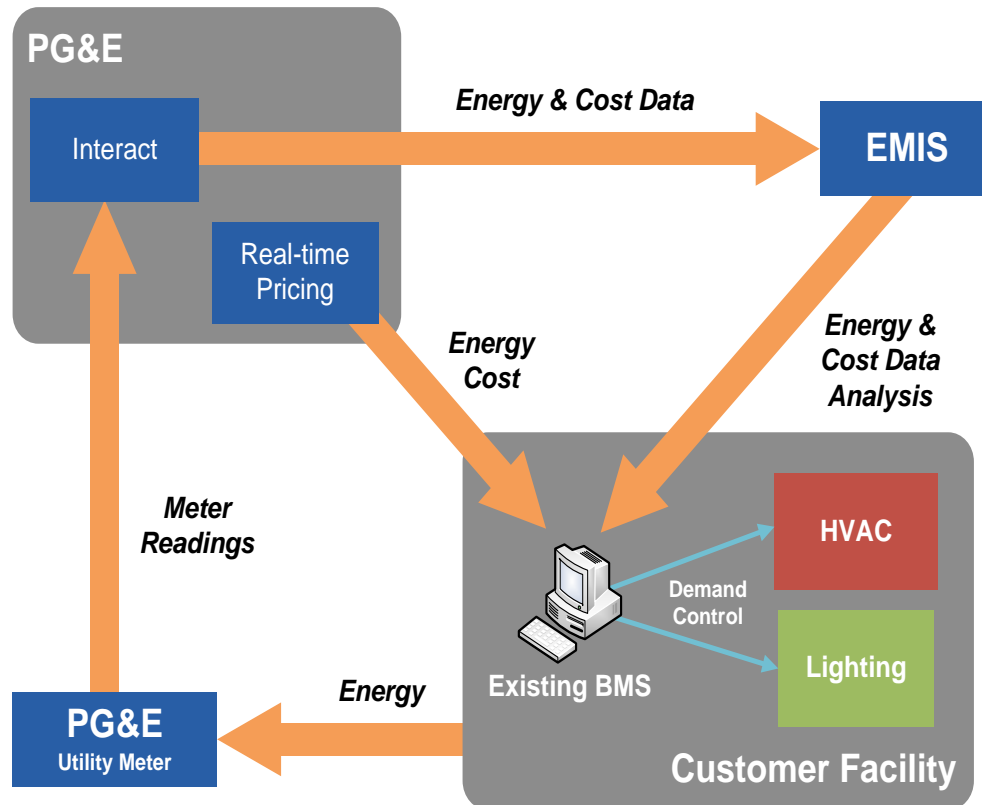 PG&E
Interact
Energy & Cost Data
EMIS
Real-time
Pricing
Energy
Cost
Energy &
Cost Data
Analysis
Meter
Readings
HVAC
Demand
Control
Lighting
Existing BMS
Energy
PG&E
Utility Meter
Customer Facility